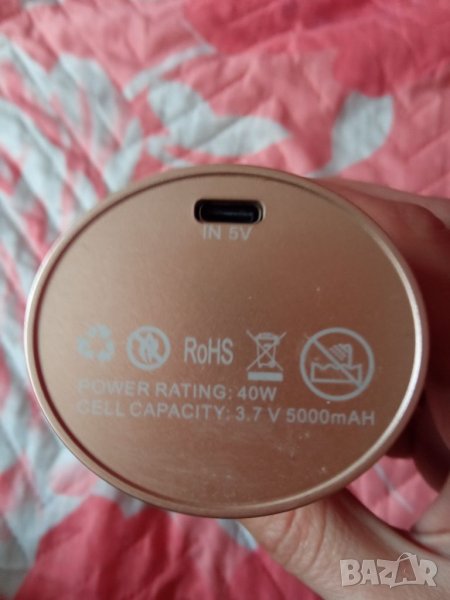 IN 5V
RoHS
POWER RATING: 40W
CELL CAPACITY: 3.7 V 5000mAH
BAZAR